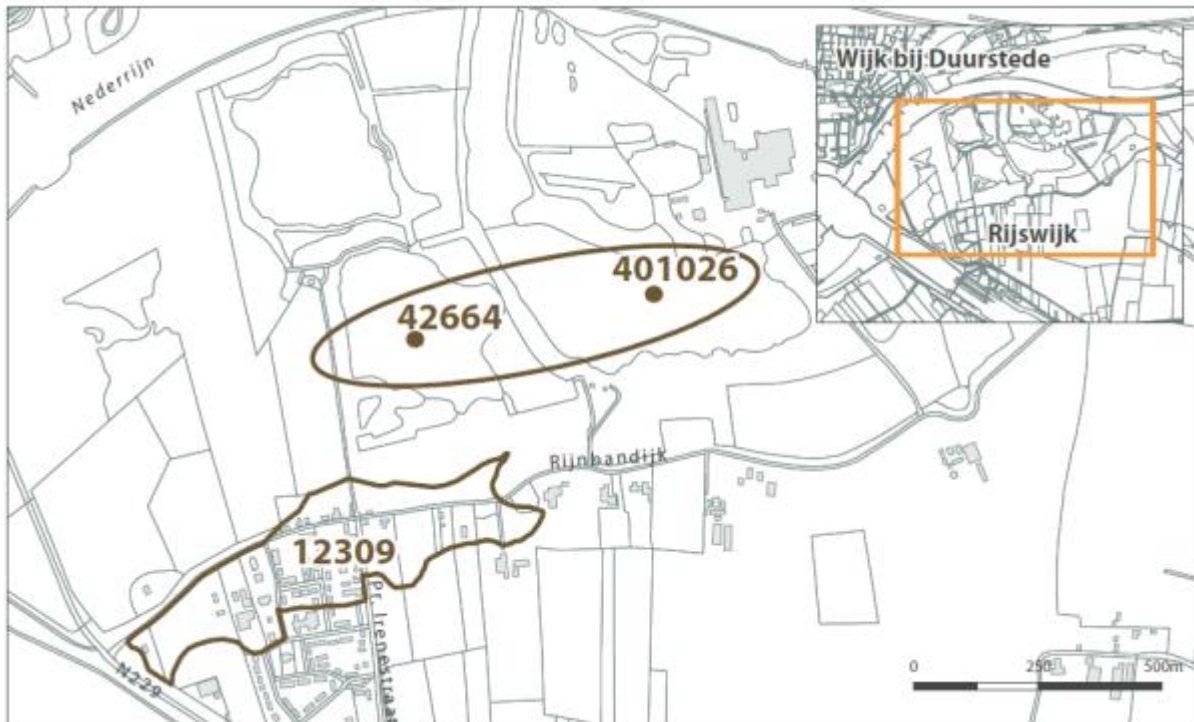 Nederrijn
Wijk bij Duurstede
Rijswijk
401026
42664
Rijnbandijk
12309
Pr. Irenestraat
N229
0 250 500m